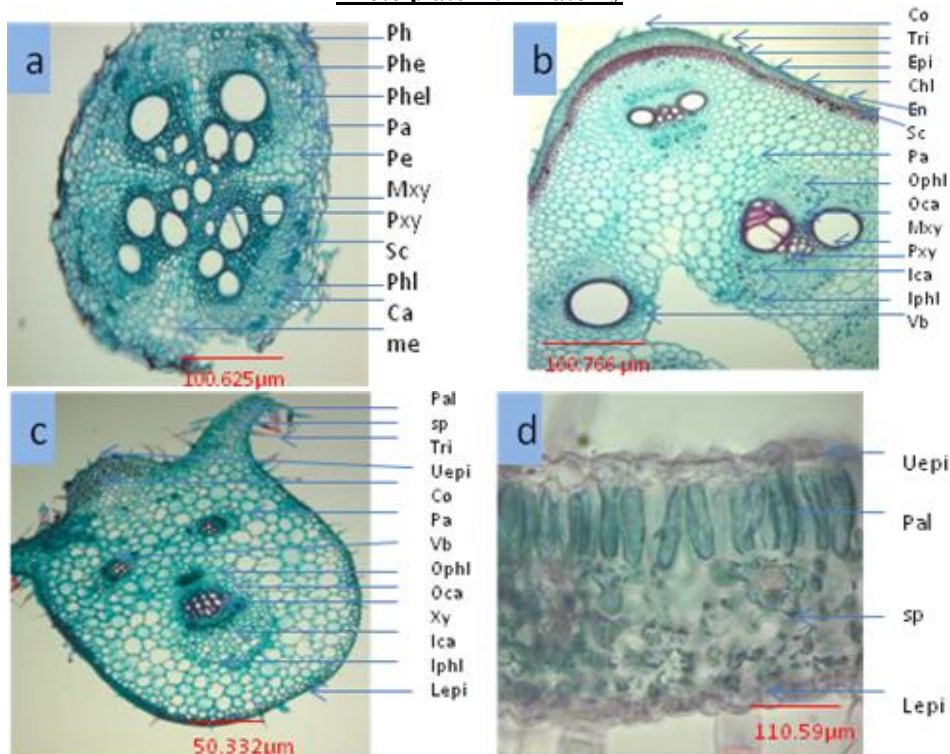 a
Ph
Phe
Phel
Pa
Pe
Mxy
Pxy
Sc
Phl
Ca
me
100.625µm
b
Co
Tri
Epi
Chl
En
Sc
Pa
Ophl
Oca
Mxy
Pxy
Ica
Iphl
Vb
100.766µm
c
Pal
sp
Tri
Uepi
Co
Pa
Vb
Ophl
Oca
Xy
Ica
Iphl
Lepi
50.332µm
d
Uepi
Pal
sp
Lepi
110.59µm